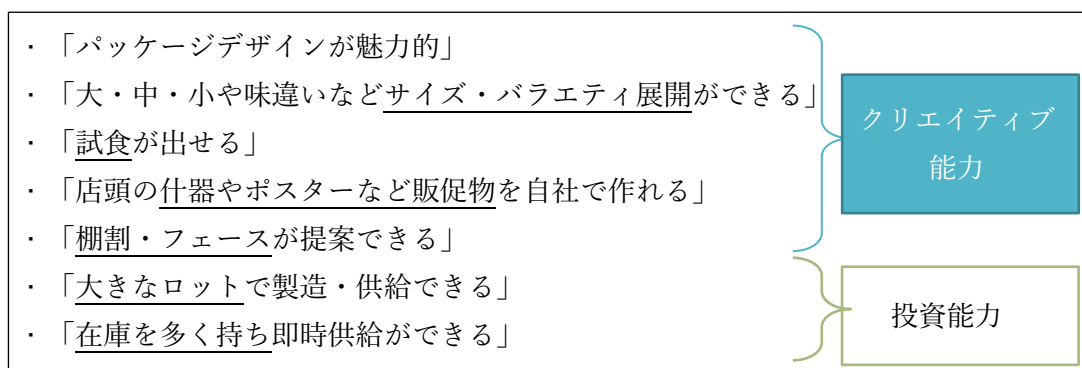 ・「パッケージデザインが魅力的」
・「大・中・小や味違いなどサイズ・バラエティ展開ができる」
・「試食が出せる」
・「店頭の什器やポスターなど販促物を自社で作れる」
・「棚割・フェースが提案できる」
・「大きなロットで製造・供給できる」
・「在庫を多く持ち即時供給ができる」
クリエイティブ
能力
投資能力